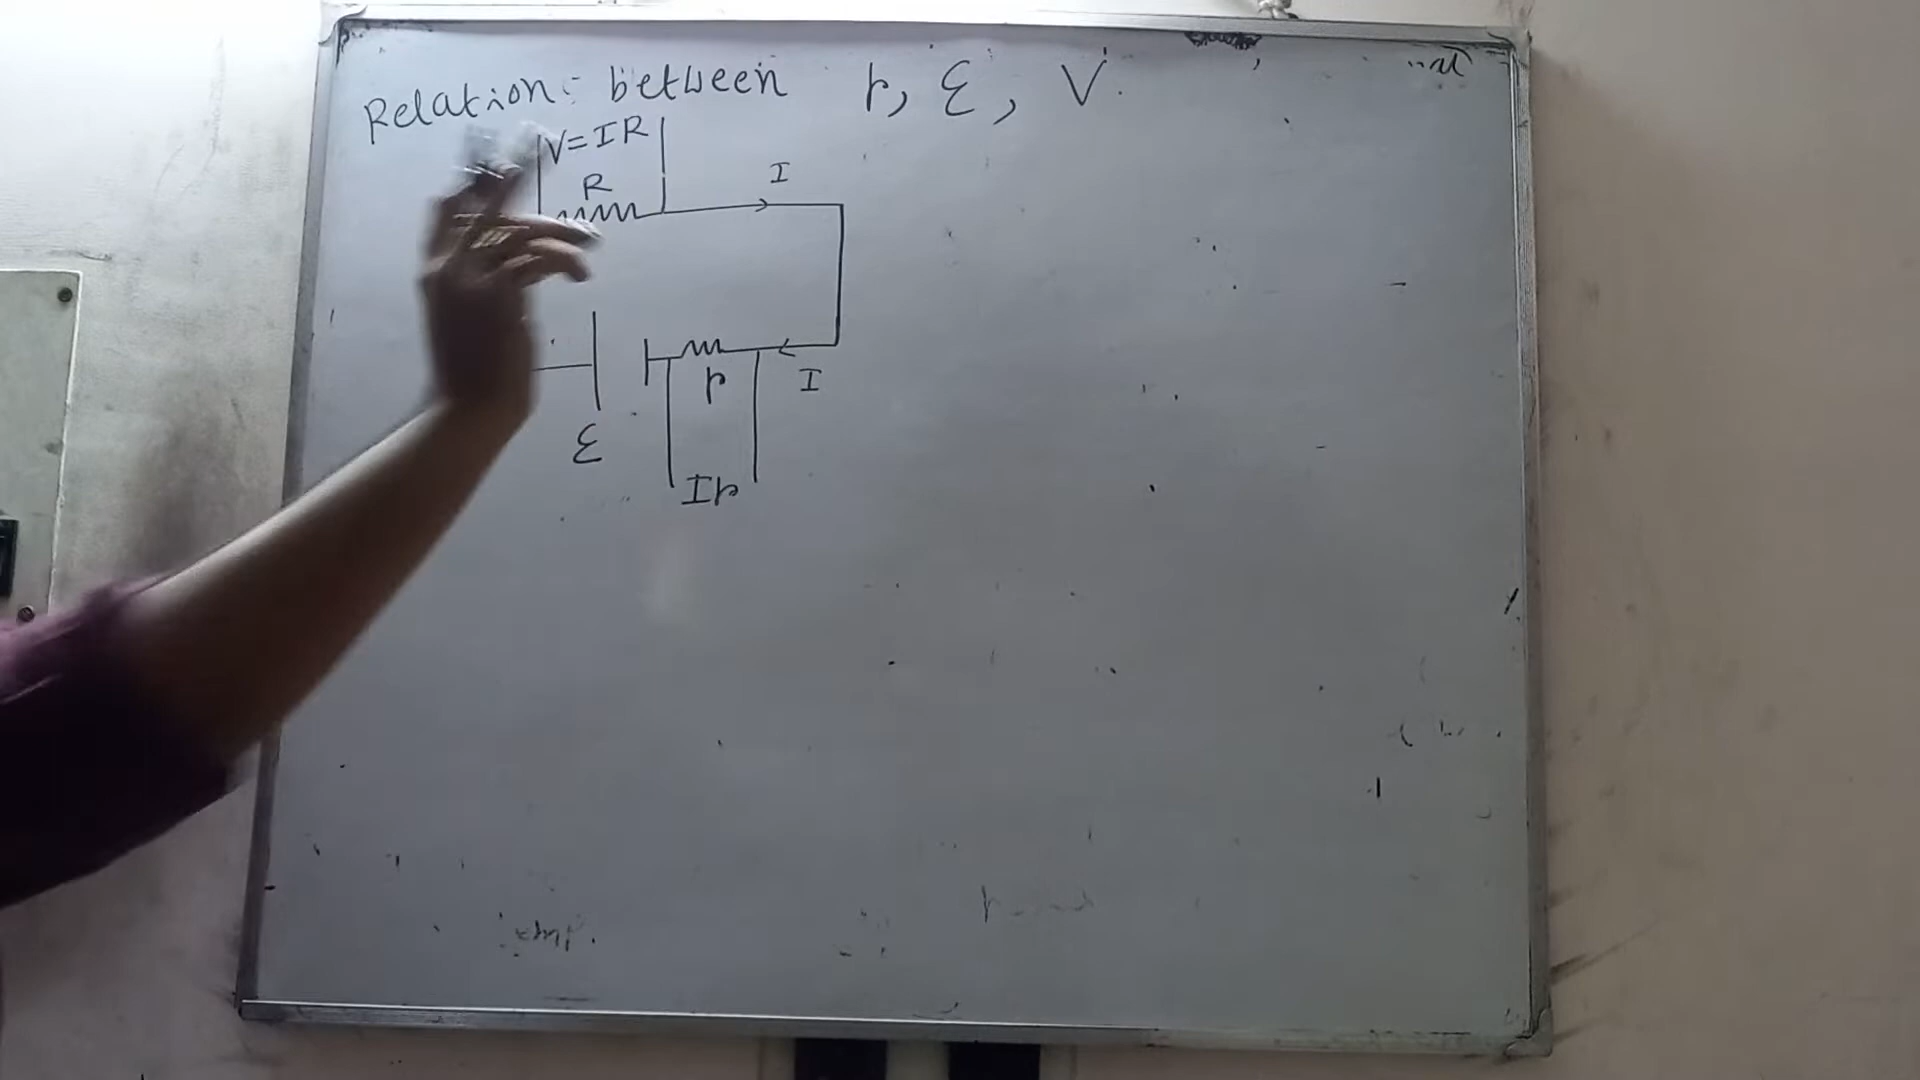 Relation: between r, ε, V.
V=IR
R
I
r
I
ε
Ir